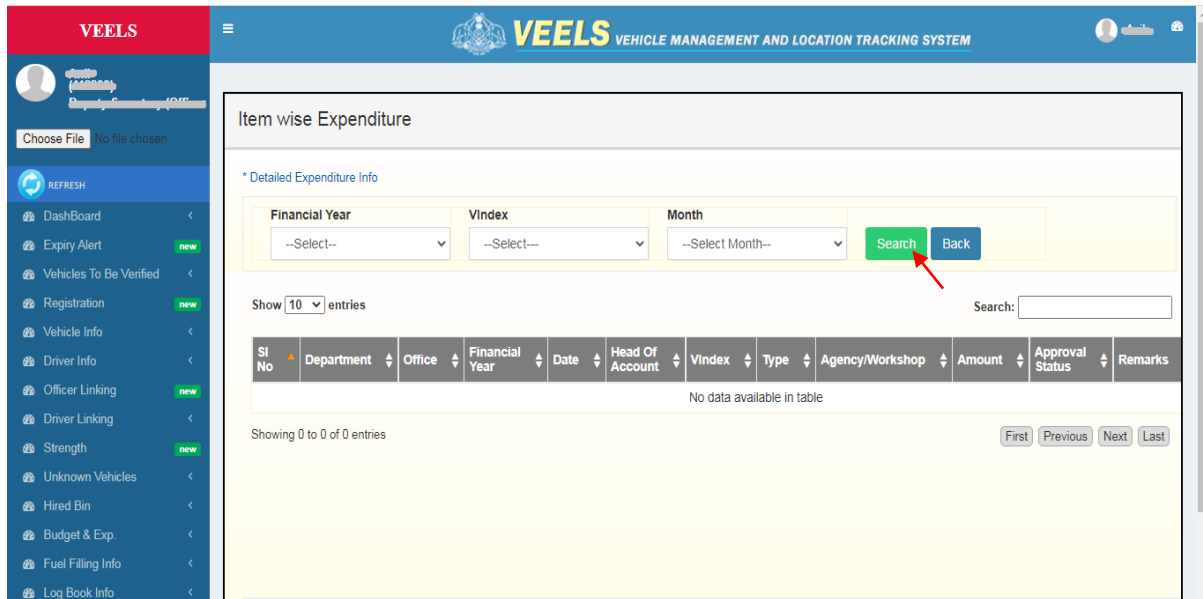 VEELS
VEELS VEHICLE MANAGEMENT AND LOCATION TRACKING SYSTEM
Choose File No file chosen
REFRESH
DashBoard
Expiry Alert new
Vehicles To Be Verified
Registration new
Vehicle Info
Driver Info
Officer Linking new
Driver Linking
Strength new
Unknown Vehicles
Hired Bin
Budget & Exp.
Fuel Filling Info
Log Book Info
Item wise Expenditure
* Detailed Expenditure Info
Financial Year VIndex Month
--Select-- --Select--- --Select Month-- Search Back
Show 10 entries Search:
Sl No Department Office Financial Year Date Head Of Account VIndex Type Agency/Workshop Amount Approval Status Remarks
No data available in table
Showing 0 to 0 of 0 entries First Previous Next Last